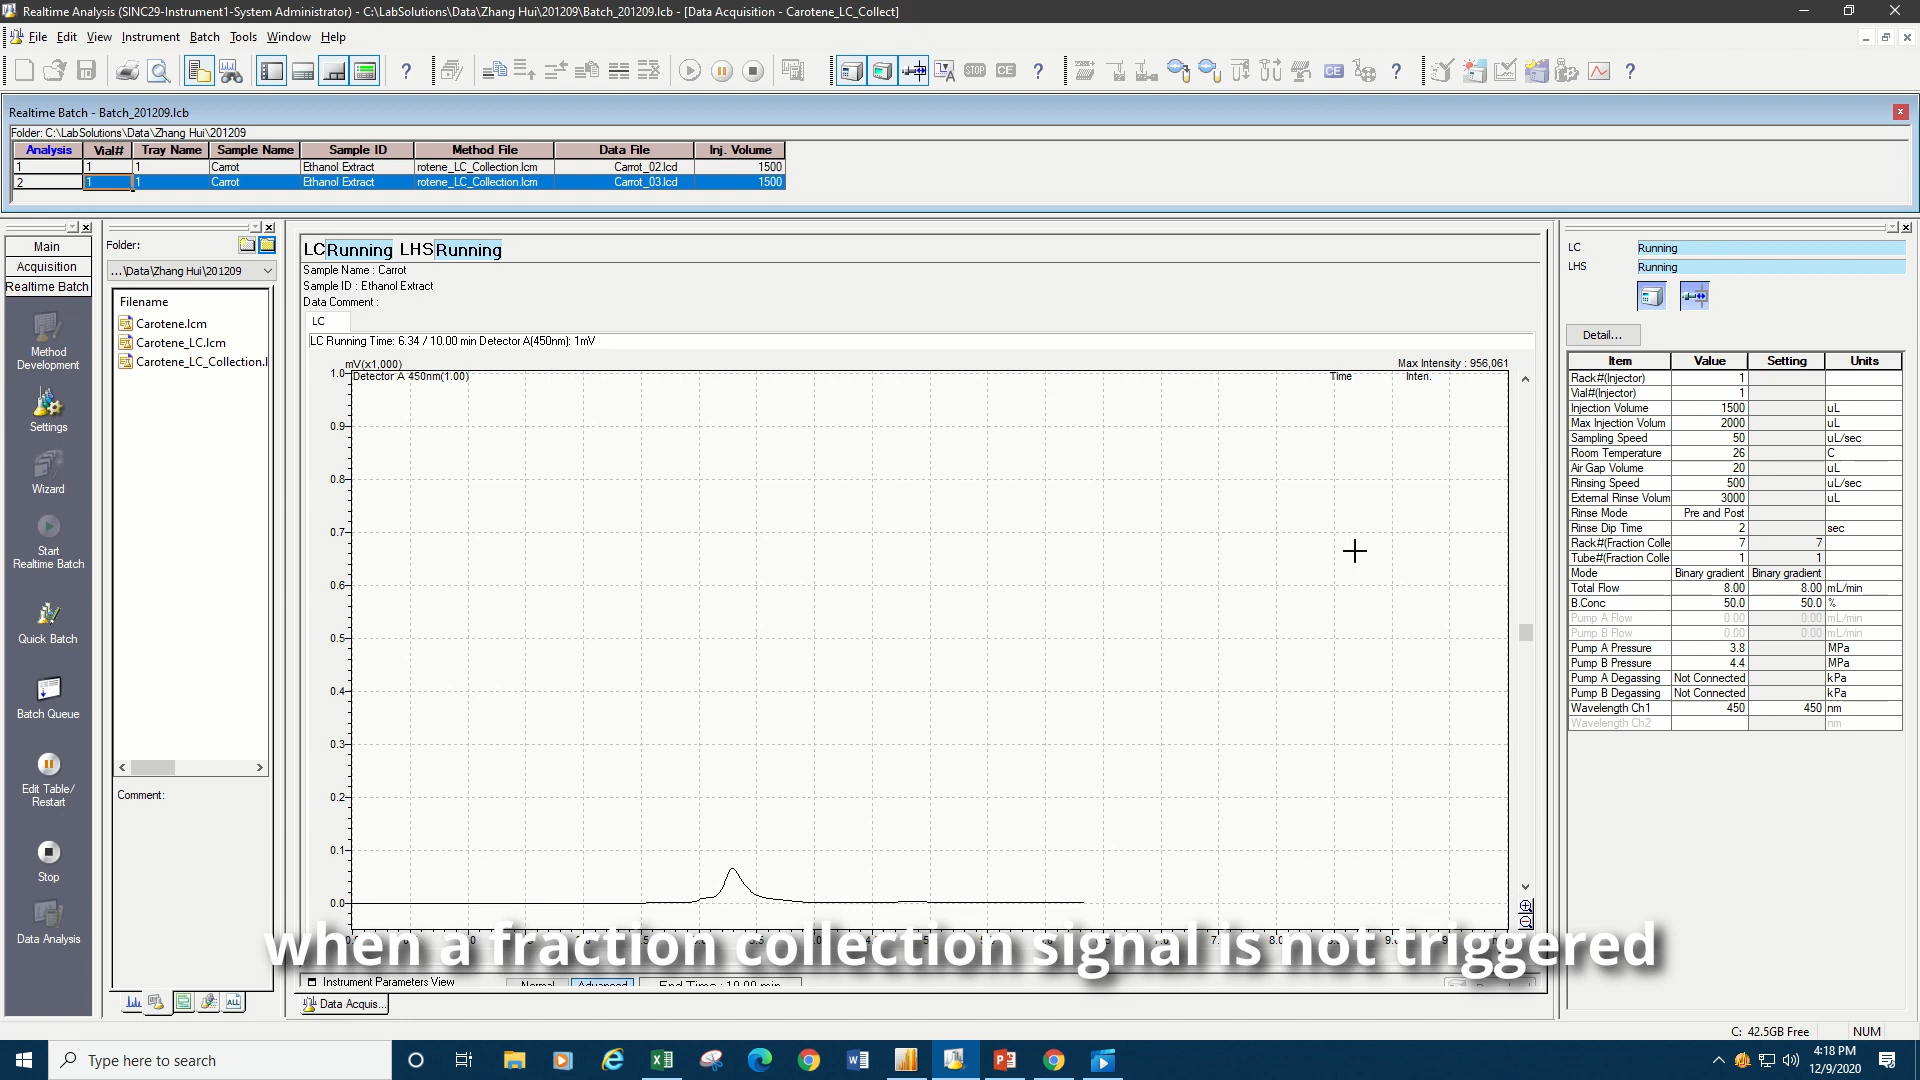 Realtime Analysis (SINC29-Instrument1-System Administrator) - C:\LabSolutions\Data\Zhang Hui\201209\Batch_201209.lcb - [Data Acquisition - Carotene_LC_Collect]
File Edit View Instrument Batch Tools Window Help
Realtime Batch - Batch_201209.lcb
Folder: C:\LabSolutions\Data\Zhang Hui\201209
Analysis Vial# Tray Name Sample Name Sample ID Method File Data File Inj. Volume
1 1 1 Carrot Ethanol Extract rotene_LC_Collection.lcm Carrot_02.lcd 1500
2 1 1 Carrot Ethanol Extract rotene_LC_Collection.lcm Carrot_03.lcd 1500
Main
Acquisition
Realtime Batch
Method
Development
Settings
Wizard
Start
Realtime Batch
Quick Batch
Batch Queue
Edit Table/
Restart
Stop
Data Analysis
Folder:
...\Data\Zhang Hui\201209
Filename
Carotene.lcm
Carotene_LC.lcm
Carotene_LC_Collection.l
Comment:
ALL
LC Running LHS Running
Sample Name : Carrot
Sample ID : Ethanol Extract
Data Comment :
LC
LC Running Time: 6.34 / 10.00 min Detector A(450nm): 1mV
mV(x1,000)
Max Intensity : 956,061
Detector A 450nm(1.00)
Time Inten.
1.0
0.9
0.8
0.7
0.6
0.5
0.4
0.3
0.2
0.1
0.0
when a fraction collection signal is not triggered
Instrument Parameters View Normal Advanced End Time : 10.00 min
Data Acquis...
LC Running
LHS Running
Detail...
Item Value Setting Units
Rack#(Injector) 1
Vial#(Injector) 1
Injection Volume 1500 uL
Max Injection Volum 2000 uL
Sampling Speed 50 uL/sec
Room Temperature 26 C
Air Gap Volume 20 uL
Rinsing Speed 500 uL/sec
External Rinse Volum 3000 uL
Rinse Mode Pre and Post
Rinse Dip Time 2 sec
Rack#(Fraction Colle 7 7
Tube#(Fraction Colle 1 1
Mode Binary gradient Binary gradient
Total Flow 8.00 8.00 mL/min
B.Conc 50.0 50.0 %
Pump A Flow 0.00 0.00 mL/min
Pump B Flow 0.00 0.00 mL/min
Pump A Pressure 3.8 MPa
Pump B Pressure 4.4 MPa
Pump A Degassing Not Connected kPa
Pump B Degassing Not Connected kPa
Wavelength Ch1 450 450 nm
Wavelength Ch2 nm
C: 42.5GB Free NUM
Type here to search
4:18 PM
12/9/2020